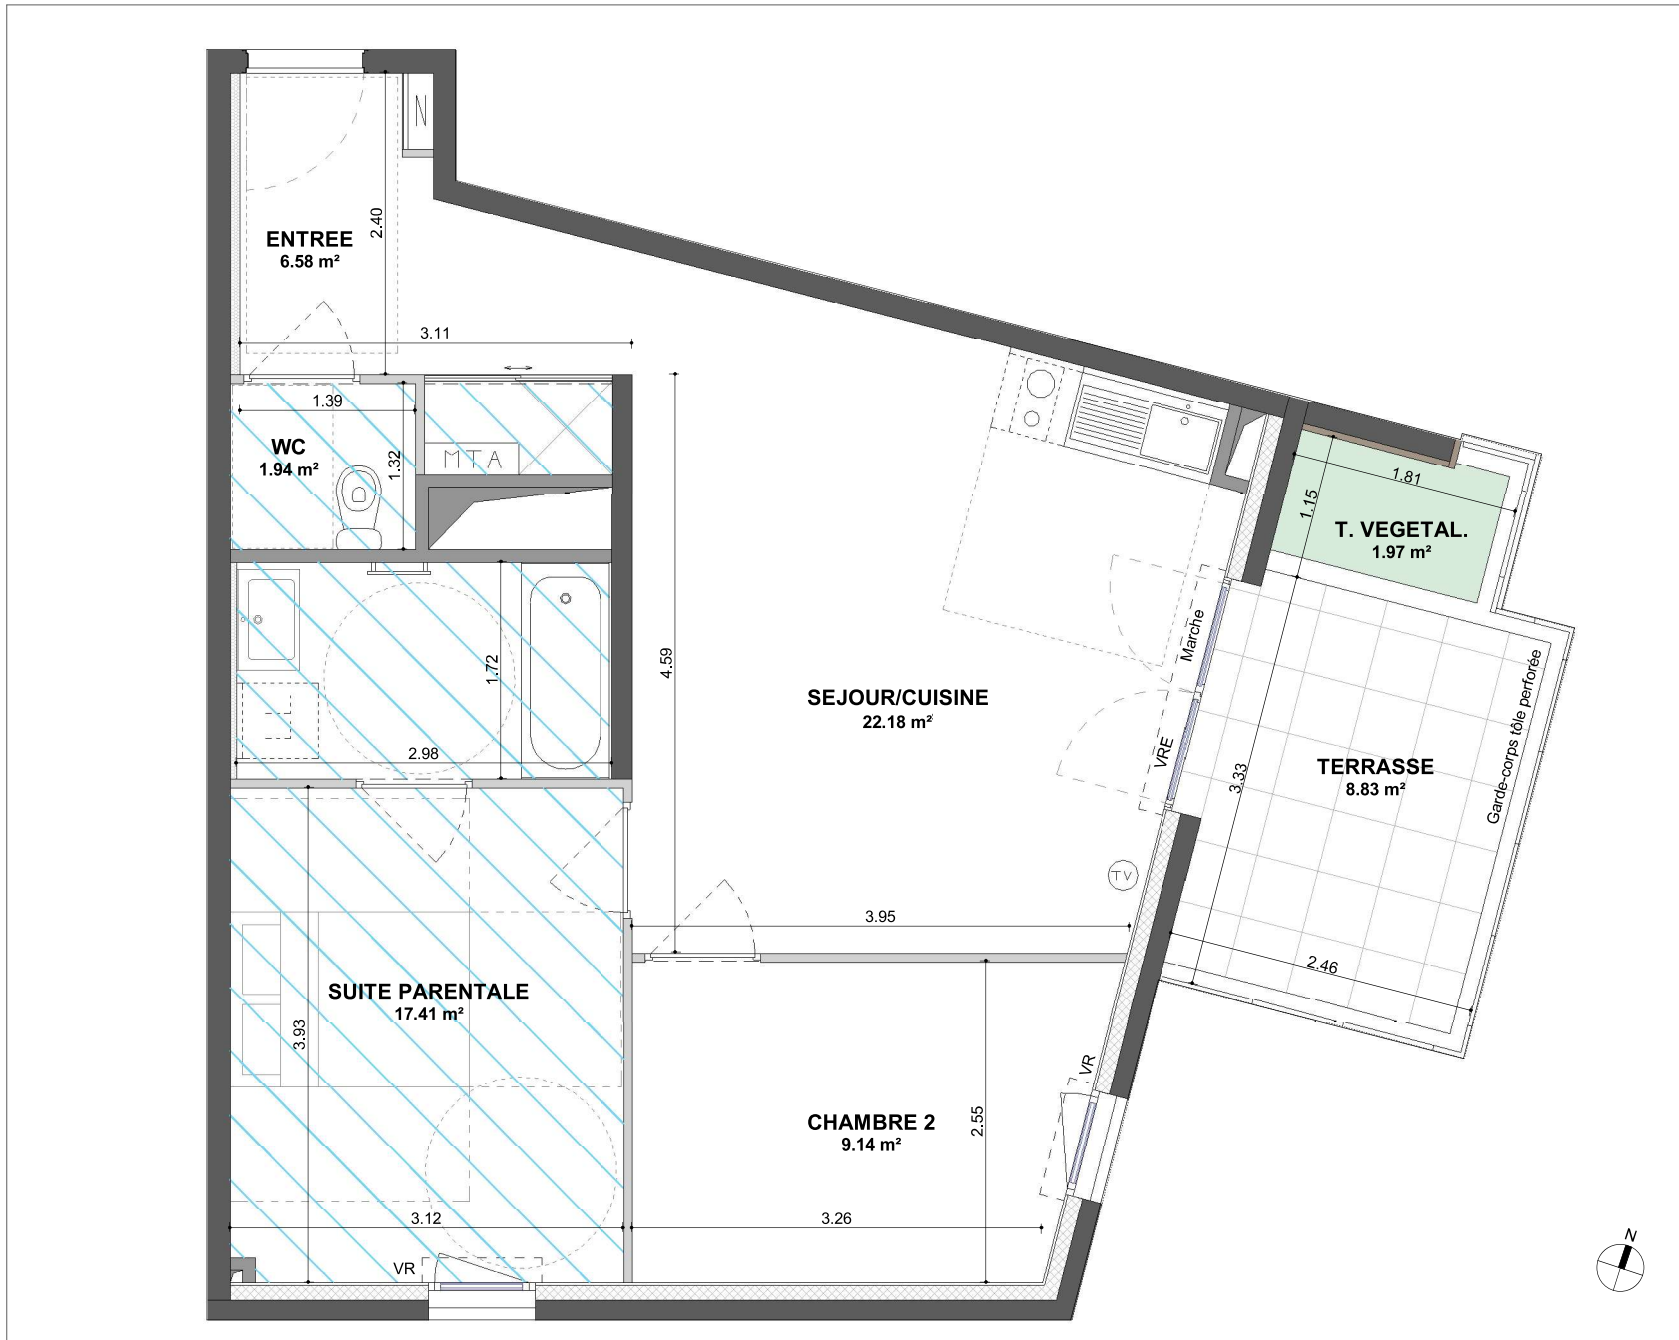 N
ENTREE
6.58 m²
2.40
3.11
1.39
WC
1.94 m²
1.32
MTA
1.81
1.15
T. VEGETAL.
1.97 m²
1.72
2.98
4.59
SEJOUR/CUISINE
22.18 m²
Marche
VRE
3.33
TERRASSE
8.83 m²
Garde-corps tôle perforée
TV
3.95
2.46
SUITE PARENTALE
17.41 m²
3.93
CHAMBRE 2
9.14 m²
2.55
VR
3.12
3.26
VR
N